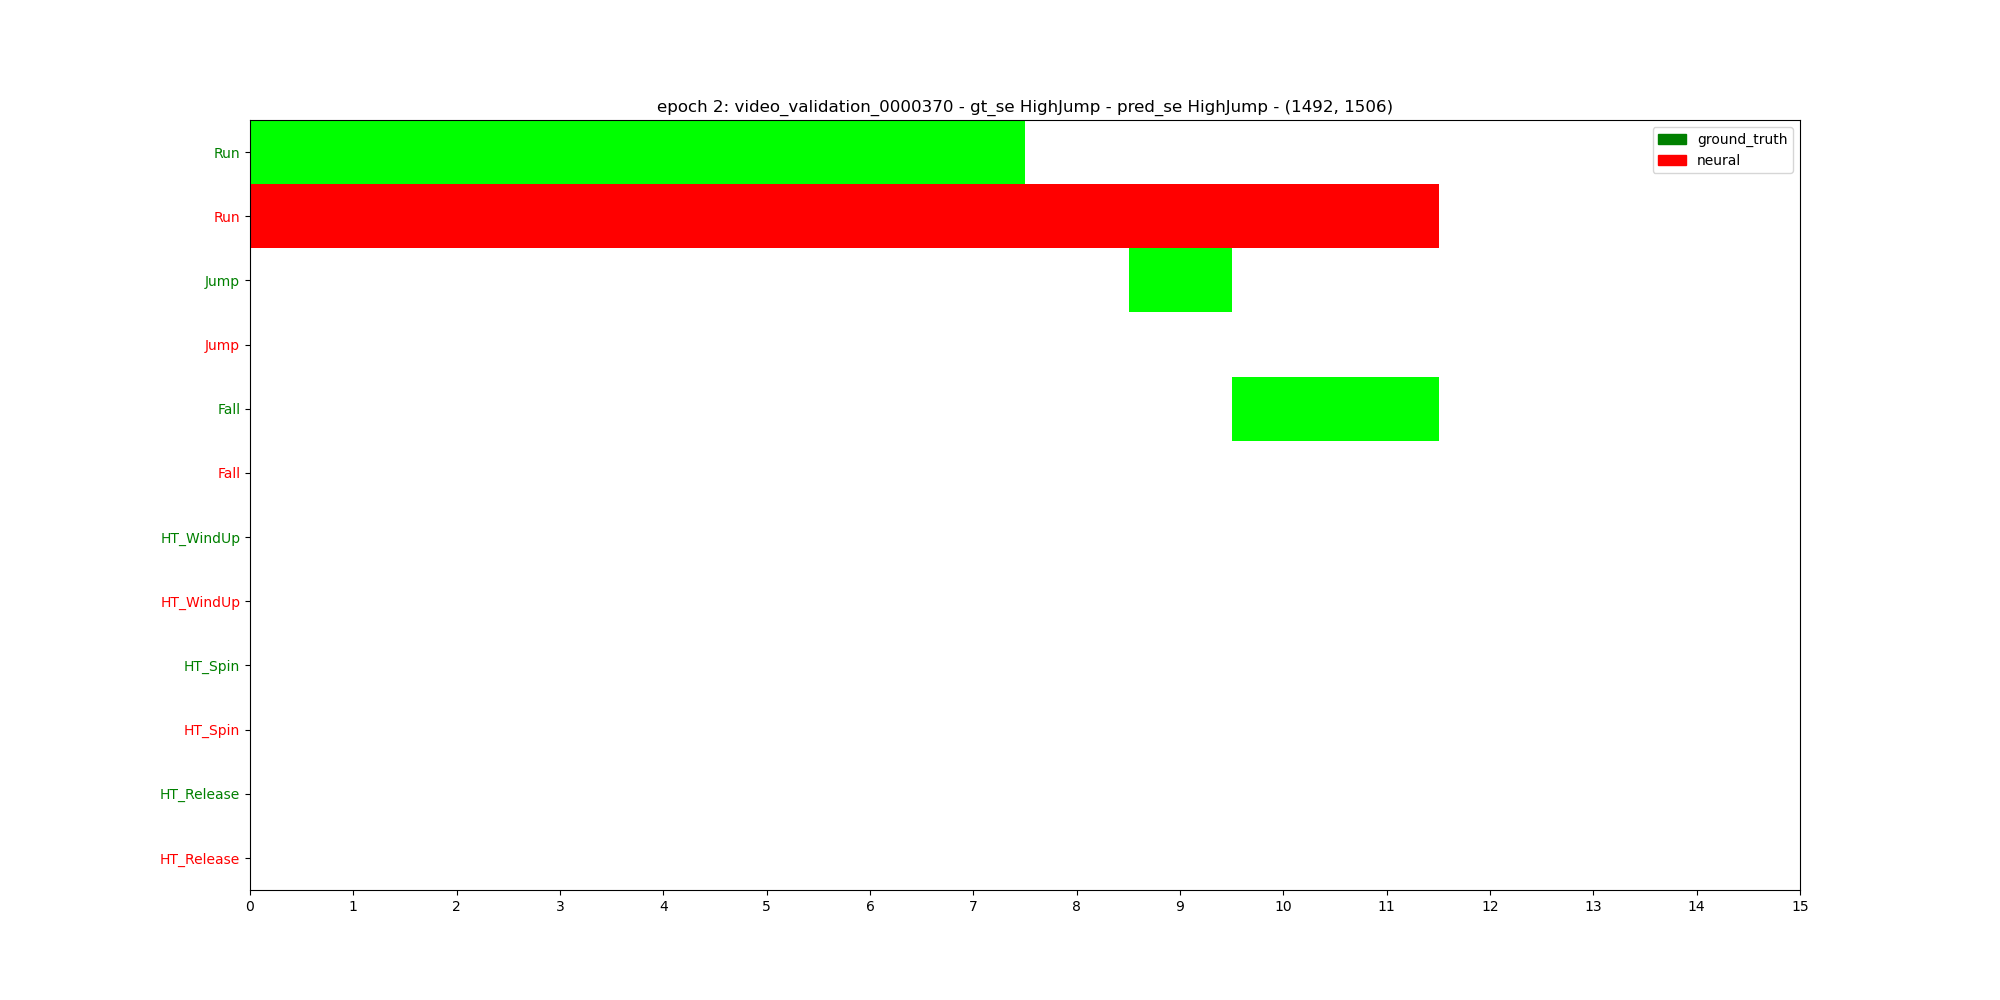 epoch 2: video_validation_0000370 - gt_se HighJump - pred_se HighJump - (1492, 1506)
ground_truth
neural
Run
Run
Jump
Jump
Fall
Fall
HT_WindUp
HT_WindUp
HT_Spin
HT_Spin
HT_Release
HT_Release
0 1 2 3 4 5 6 7 8 9 10 11 12 13 14 15